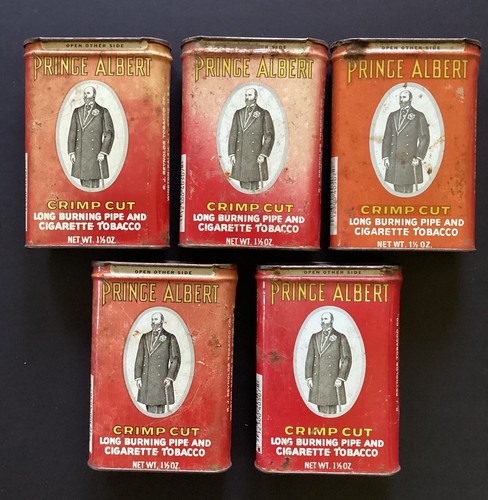 OPEN OTHER SIDE
PRINCE ALBERT
CRIMP CUT
LONG BURNING PIPE AND
CIGARETTE TOBACCO
NET WT. 1½ OZ.
R. J. REYNOLDS TOBACCO CO.
PRINCE ALBERT
CRIMP CUT
LONG BURNING PIPE AND
CIGARETTE TOBACCO
NET WT. 1½ OZ.
OPEN OTHER SIDE
PRINCE ALBERT
CRIMP CUT
LONG BURNING PIPE AND
CIGARETTE TOBACCO
NET WT. 1½ OZ.
OPEN OTHER SIDE
PRINCE ALBERT
CRIMP CUT
LONG BURNING PIPE AND
CIGARETTE TOBACCO
NET WT. 1½ OZ.
OPEN OTHER SIDE
PRINCE ALBERT
CRIMP CUT
LONG BURNING PIPE AND
CIGARETTE TOBACCO
NET WT. 1½ OZ.